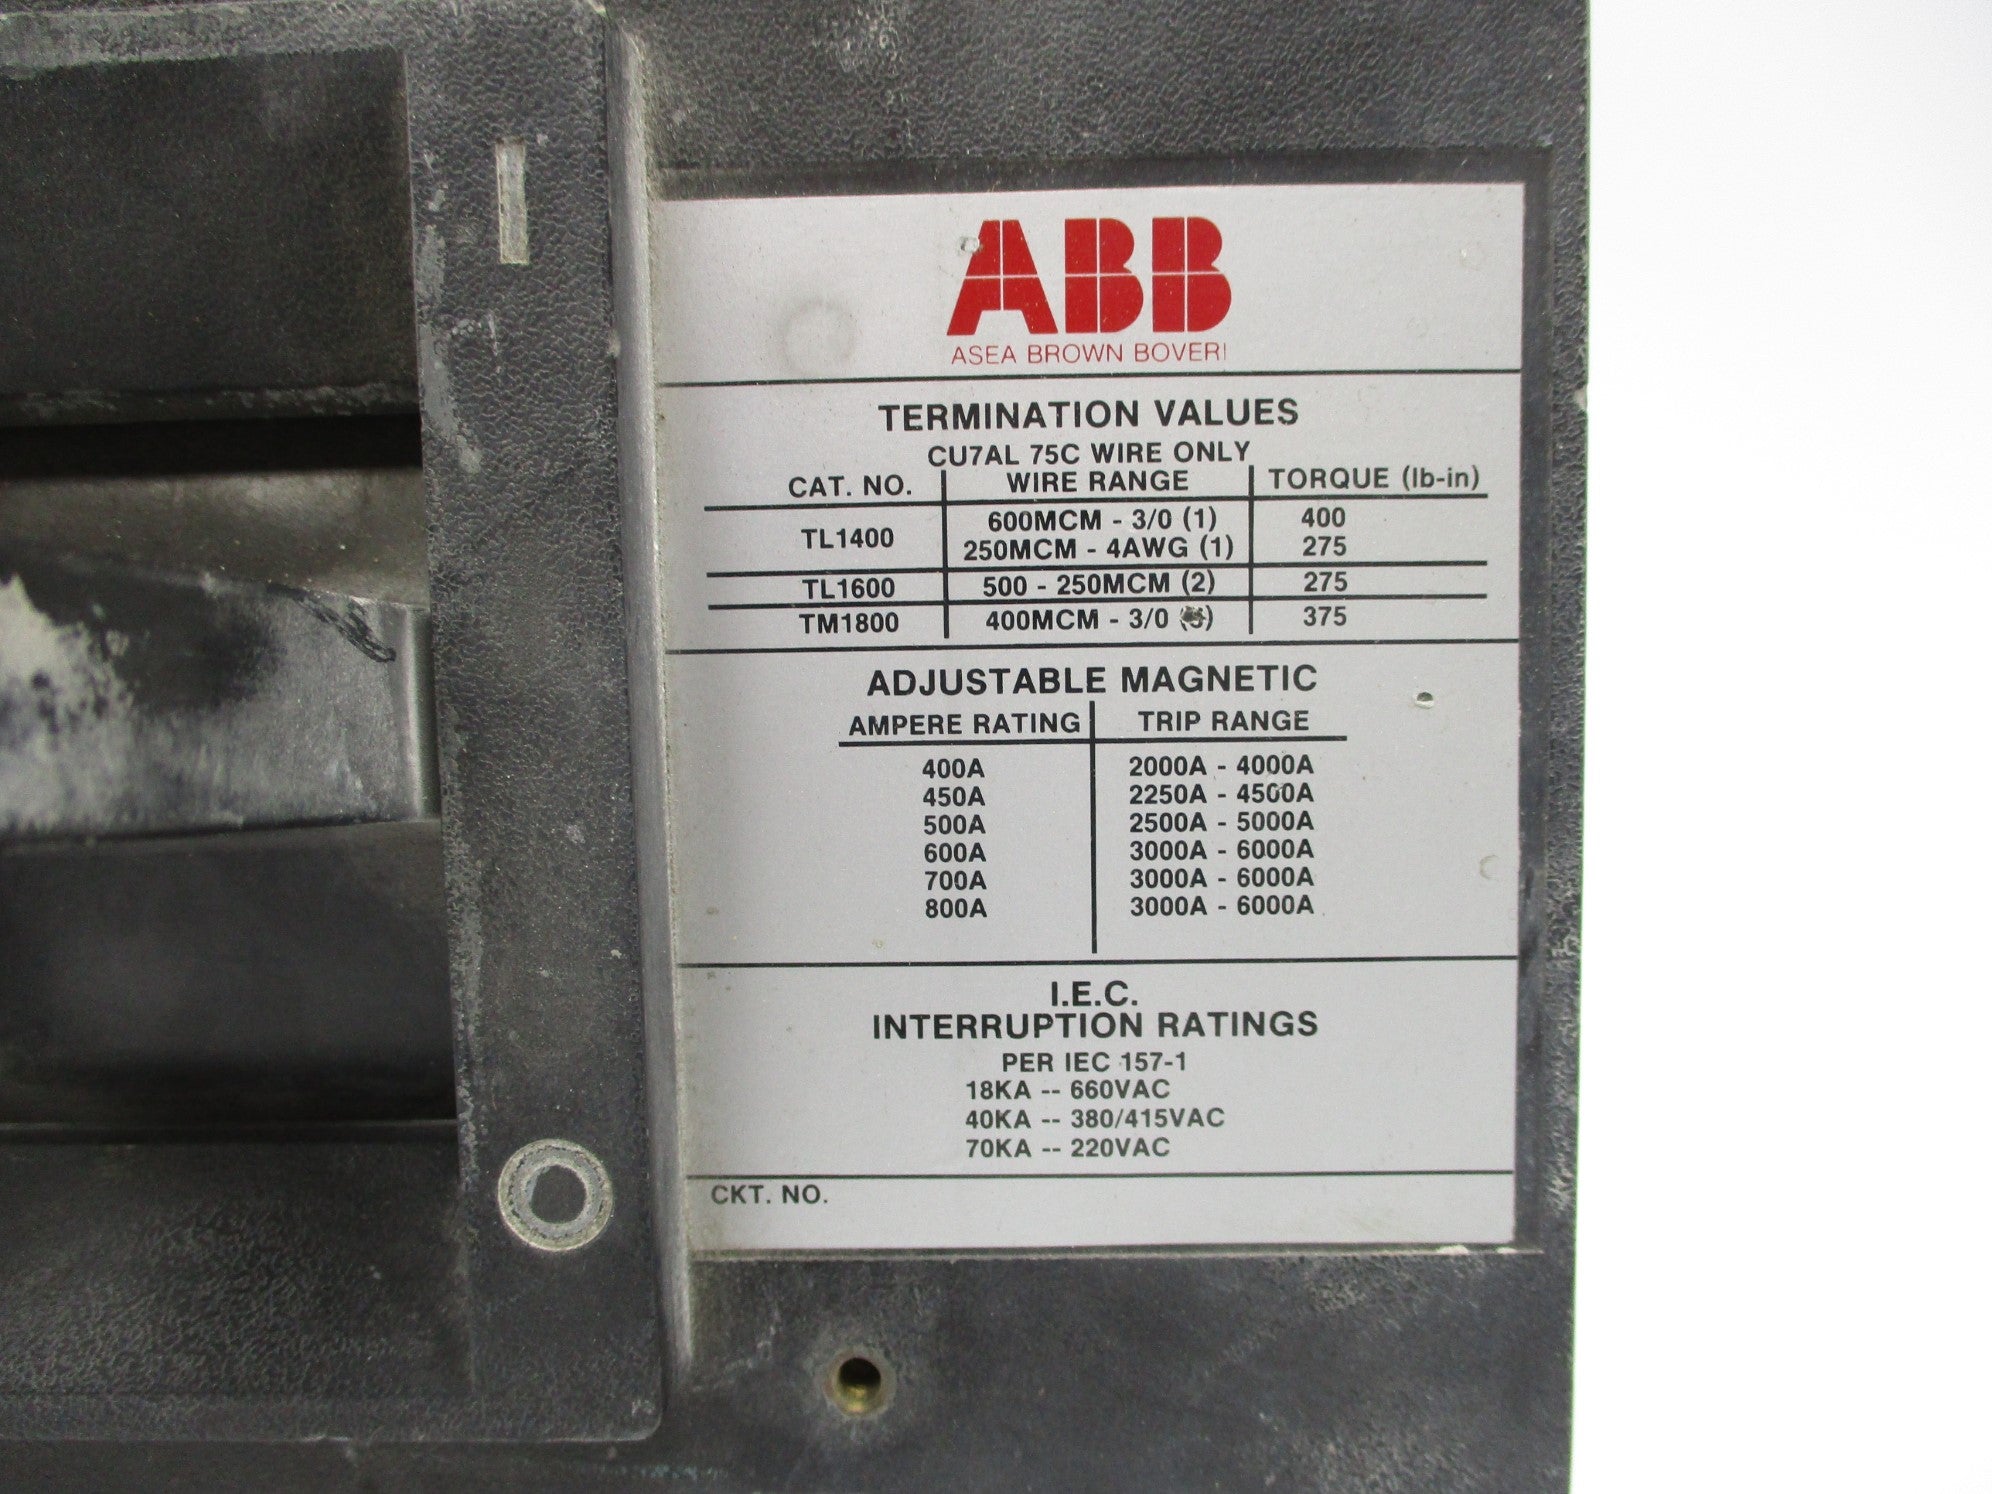 ABB
ASEA BROWN BOVERI
TERMINATION VALUES
CU7AL 75C WIRE ONLY
CAT. NO. WIRE RANGE TORQUE (lb-in)
TL1400 600MCM - 3/0 (1) 400
250MCM - 4AWG (1) 275
TL1600 500 - 250MCM (2) 275
TM1800 400MCM - 3/0 375
ADJUSTABLE MAGNETIC
AMPERE RATING TRIP RANGE
400A 2000A - 4000A
450A 2250A - 4500A
500A 2500A - 5000A
600A 3000A - 6000A
700A 3000A - 6000A
800A 3000A - 6000A
I.E.C.
INTERRUPTION RATINGS
PER IEC 157-1
18KA -- 660VAC
40KA -- 380/415VAC
70KA -- 220VAC
CKT. NO.